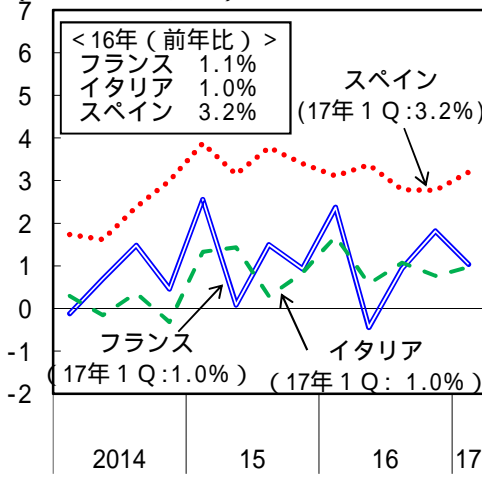 7
<16年(前年比)>
フランス 1.1%
イタリア 1.0%
スペイン 3.2%
6
5
4
3
2
1
0
-1
-2
スペイン
(17年1Q:3.2%)
フランス
(17年1Q:1.0%)
イタリア
(17年1Q: 1.0%)
2014 15 16 17